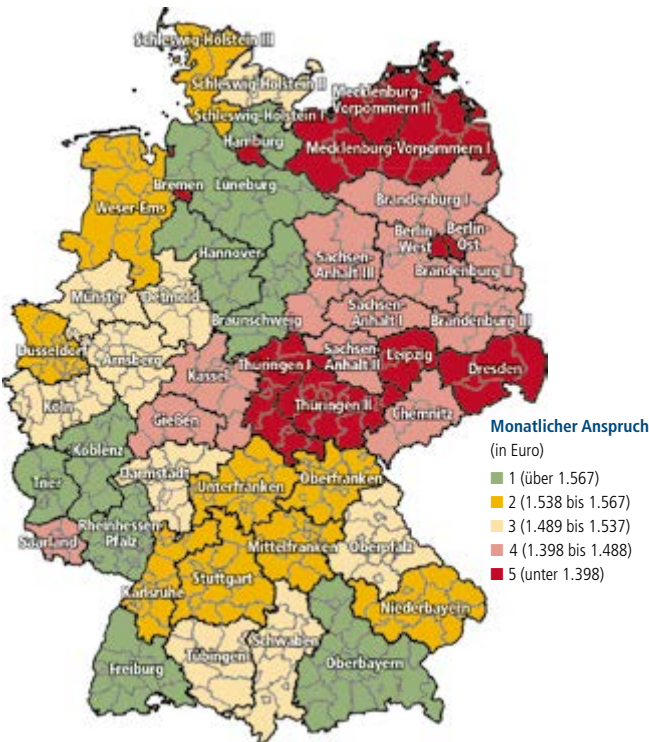 Schleswig-Holstein III
Schleswig-Holstein II
Mecklenburg-
Vorpommern II
Schleswig-Holstein I
Hamburg
Mecklenburg-Vorpommern I
Bremen
Lüneburg
Brandenburg I
Weser-Ems
Berlin-
West
Berlin-
Ost
Hannover
Sachsen-
Anhalt III
Brandenburg II
Münster
Detmold
Sachsen-
Anhalt I
Braunschweig
Brandenburg III
Düsseldorf
Arnsberg
Kassel
Thüringen I
Sachsen-
Anhalt II
Leipzig
Dresden
Köln
Gießen
Thüringen II
Chemnitz
Koblenz
Darmstadt
Oberfranken
Trier
Unterfranken
Rheinhessen-
Pfalz
Saarland
Mittelfranken
Oberpfalz
Stuttgart
Karlsruhe
Niederbayern
Schwaben
Freiburg
Tübingen
Oberbayern
Monatlicher Anspruch
(in Euro)
1 (über 1.567)
2 (1.538 bis 1.567)
3 (1.489 bis 1.537)
4 (1.398 bis 1.488)
5 (unter 1.398)